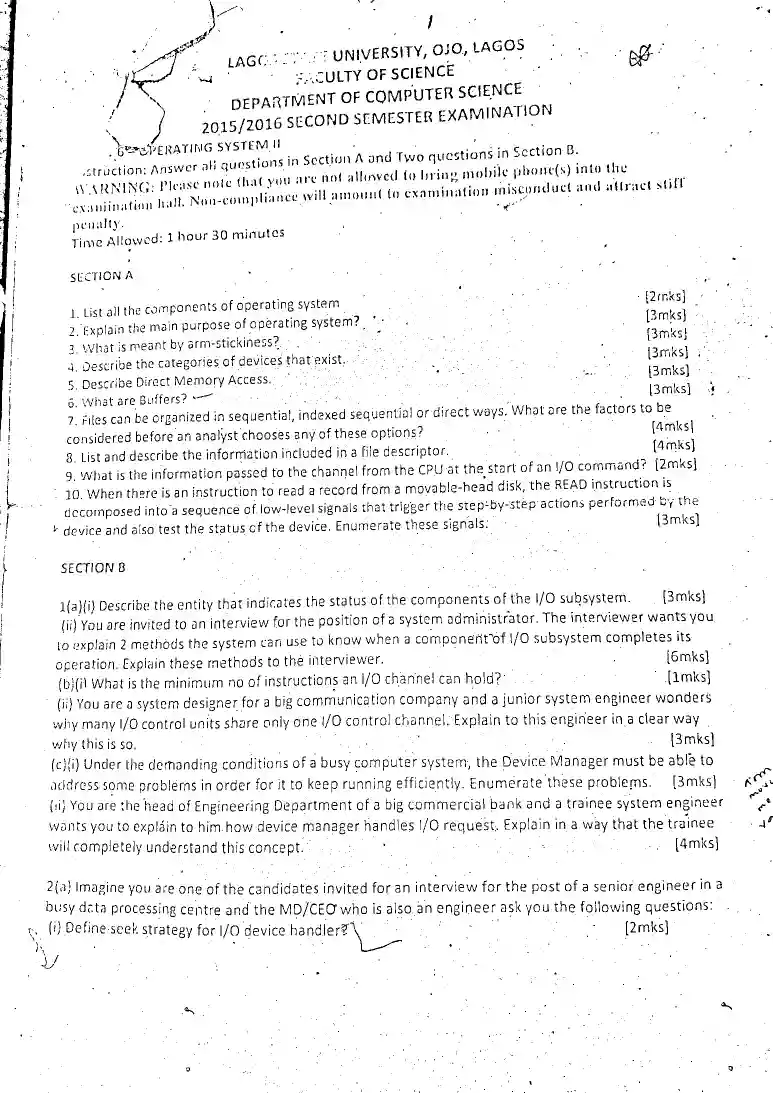 1
LAGO UNIVERSITY, OJO, LAGOS
FACULTY OF SCIENCE
DEPARTMENT OF COMPUTER SCIENCE
2015/2016 SECOND SEMESTER EXAMINATION
OPERATING SYSTEM II
struction: Answer all questions in Section A and Two questions in Section B.
WARNING: Please note that you are not allowed to bring mobile phone(s) into the
examiination hall. Non-compliance will amount to examination misconduct and attract stiff
penalty.
Time Allowed: 1 hour 30 minutes
SECTION A
1. List all the components of operating system [2mks]
2. Explain the main purpose of operating system? [3mks]
3. What is meant by arm-stickiness? [3mks]
4. Describe the categories of devices that exist. [3mks]
5. Describe Direct Memory Access. [3mks]
6. What are Buffers? [3mks]
7. Files can be organized in sequential, indexed sequential or direct ways. What are the factors to be
considered before an analyst chooses any of these options? [4mks]
8. List and describe the information included in a file descriptor. [4mks]
9. What is the information passed to the channel from the CPU at the start of an I/O command? [2mks]
10. When there is an instruction to read a record from a movable-head disk, the READ instruction is
decomposed into a sequence of low-level signals that trigger the step-by-step actions performed by the
device and also test the status of the device. Enumerate these signals. [3mks]
SECTION B
1(a)(i) Describe the entity that indicates the status of the components of the I/O subsystem. [3mks]
(ii) You are invited to an interview for the position of a system administrator. The interviewer wants you
to explain 2 methods the system can use to know when a component of I/O subsystem completes its
operation. Explain these methods to the interviewer. [6mks]
(b)(i) What is the minimum no of instructions an I/O channel can hold? [1mks]
(ii) You are a system designer for a big communication company and a junior system engineer wonders
why many I/O control units share only one I/O control channel. Explain to this engineer in a clear way
why this is so. [3mks]
(c)(i) Under the demanding conditions of a busy computer system, the Device Manager must be able to
address some problems in order for it to keep running efficiently. Enumerate these problems. [3mks]
(ii) You are the head of Engineering Department of a big commercial bank and a trainee system engineer
wants you to explain to him how device manager handles I/O request. Explain in a way that the trainee
will completely understand this concept. [4mks]
2(a) Imagine you are one of the candidates invited for an interview for the post of a senior engineer in a
busy data processing centre and the MD/CEO who is also an engineer ask you the following questions:
(i) Define seek strategy for I/O device handler? [2mks]